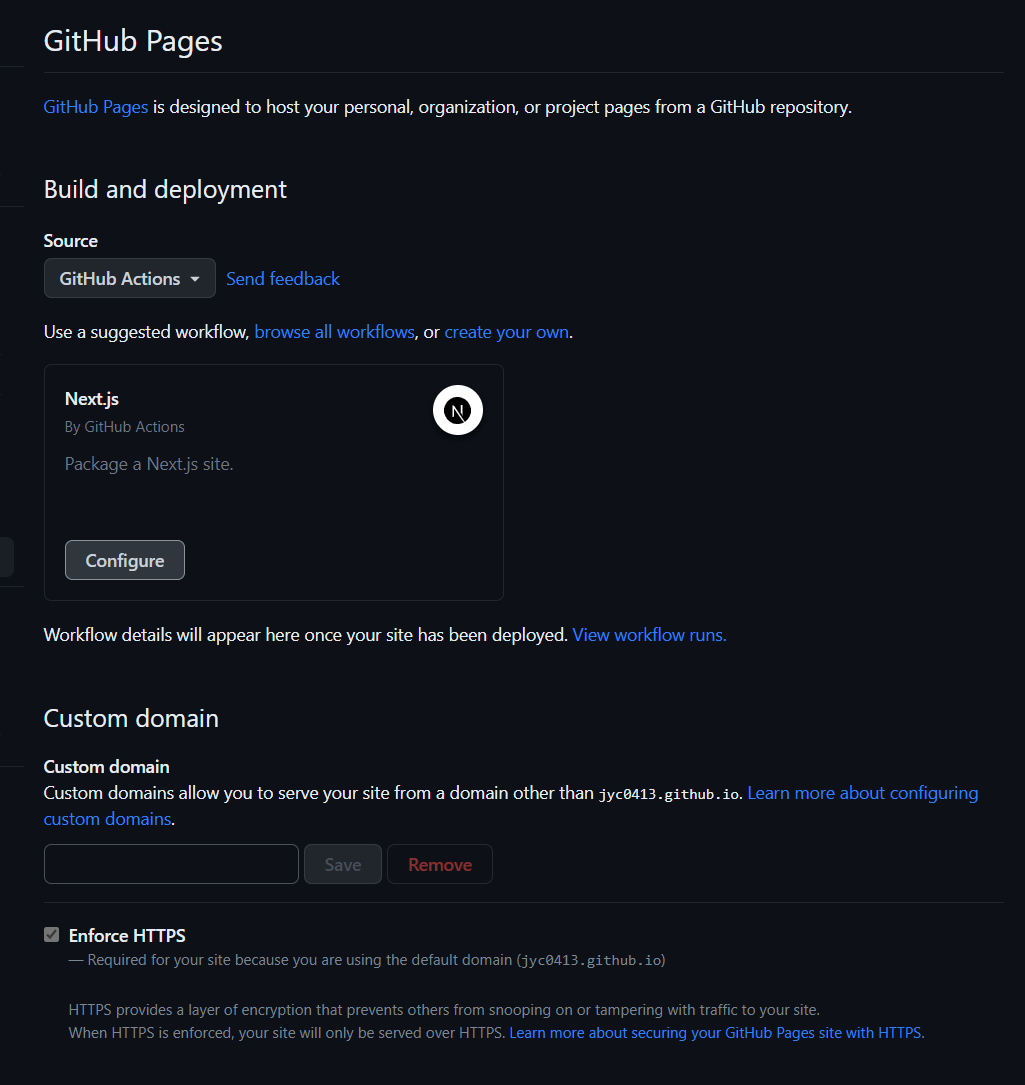 GitHub Pages
GitHub Pages is designed to host your personal, organization, or project pages from a GitHub repository.
Build and deployment
Source
GitHub Actions
Send feedback
Use a suggested workflow, browse all workflows, or create your own.
Next.js
N
By GitHub Actions
Package a Next.js site.
Configure
Workflow details will appear here once your site has been deployed. View workflow runs.
Custom domain
Custom domain
Custom domains allow you to serve your site from a domain other than jyc0413.github.io. Learn more about configuring
custom domains.
Save
Remove
Enforce HTTPS
— Required for your site because you are using the default domain (jyc0413.github.io)
HTTPS provides a layer of encryption that prevents others from snooping on or tampering with traffic to your site.
When HTTPS is enforced, your site will only be served over HTTPS. Learn more about securing your GitHub Pages site with HTTPS.